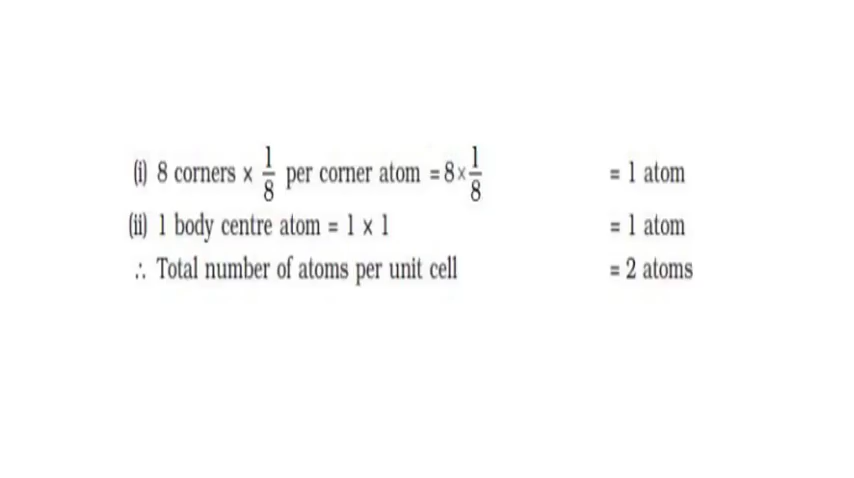 (i) 8 corners × 1/8 per corner atom = 8 × 1/8 = 1 atom
(ii) 1 body centre atom = 1 × 1 = 1 atom
∴ Total number of atoms per unit cell = 2 atoms